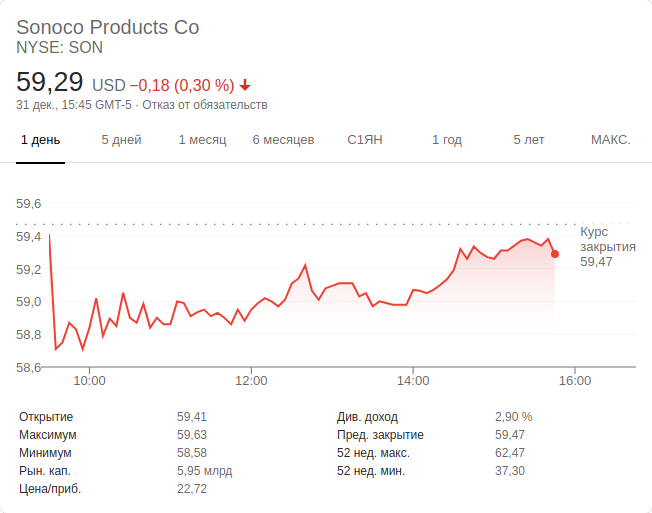 Sonoco Products Co
NYSE: SON
59,29 USD −0,18 (0,30 %)
31 дек., 15:45 GMT-5 · Отказ от обязательств
1 день 5 дней 1 месяц 6 месяцев С1ЯН 1 год 5 лет МАКС.
59,6
59,4
59,2
59,0
58,8
58,6
Курс
закрытия
59,47
10:00 12:00 14:00 16:00
Открытие 59,41 Див. доход 2,90 %
Максимум 59,63 Пред. закрытие 59,47
Минимум 58,58 52 нед. макс. 62,47
Рын. кап. 5,95 млрд 52 нед. мин. 37,30
Цена/приб. 22,72